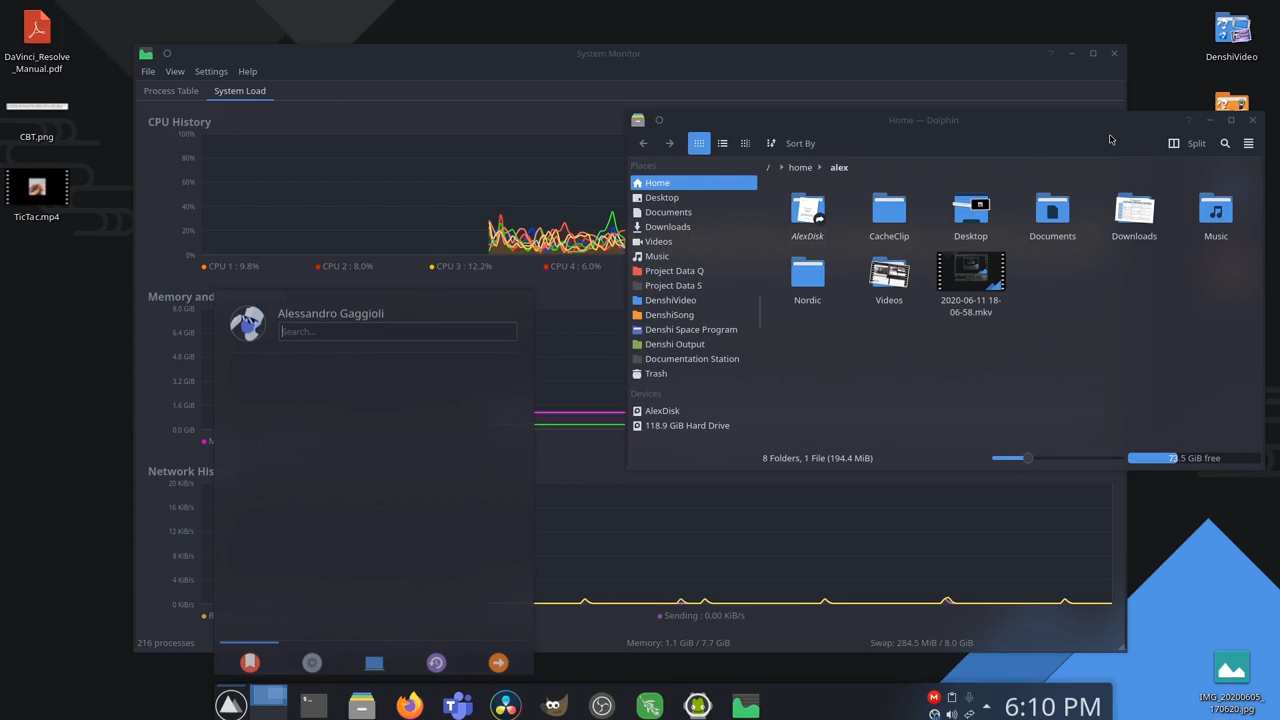 DaVinci_Resolve
_Manual.pdf
CBT.png
TicTac.mp4
System Monitor
File View Settings Help
Process Table System Load
CPU History
100%
80%
60%
40%
20%
0%
CPU 1 : 9.8% CPU 2 : 8.0% CPU 3 : 12.2% CPU 4 : 6.0%
Memory and
8.0 GiB
6.4 GiB
4.8 GiB
3.2 GiB
1.6 GiB
0.0 GiB
Network His
20 KiB/s
16 KiB/s
12 KiB/s
8 KiB/s
4 KiB/s
0 KiB/s
Sending : 0.00 KiB/s
216 processes
Memory: 1.1 GiB / 7.7 GiB
Swap: 284.5 MiB / 8.0 GiB
Alessandro Gaggioli
Search...
Home — Dolphin
Sort By
Split
Places
/ home alex
Home
Desktop
Documents
Downloads
Videos
Music
Project Data Q
Project Data S
DenshiVideo
DenshiSong
Denshi Space Program
Denshi Output
Documentation Station
Trash
Devices
AlexDisk
118.9 GiB Hard Drive
AlexDisk CacheClip Desktop Documents Downloads Music
Nordic Videos 2020-06-11 18-
06-58.mkv
8 Folders, 1 File (194.4 MiB)
73.5 GiB free
DenshiVideo
IMG_20200605_
170620.jpg
6:10 PM